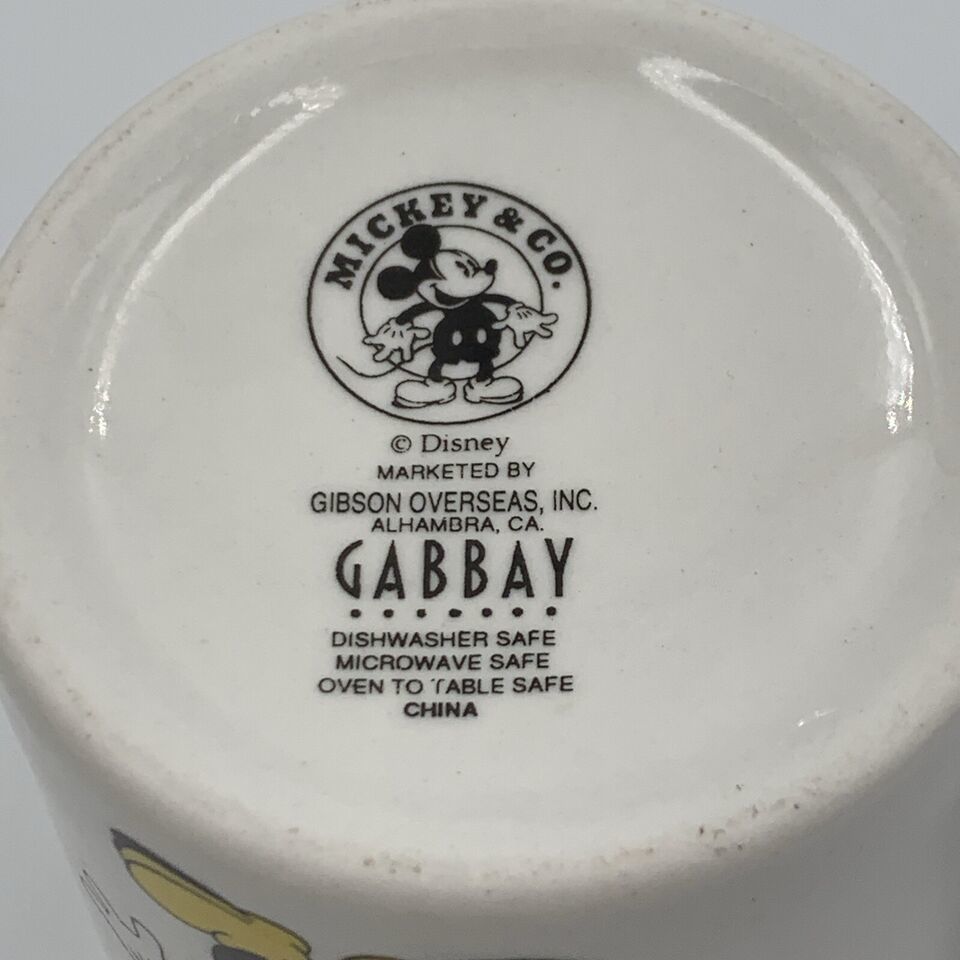 MICKEY & CO.
© Disney
MARKETED BY
GIBSON OVERSEAS, INC.
ALHAMBRA, CA.
GABBAY
DISHWASHER SAFE
MICROWAVE SAFE
OVEN TO TABLE SAFE
CHINA